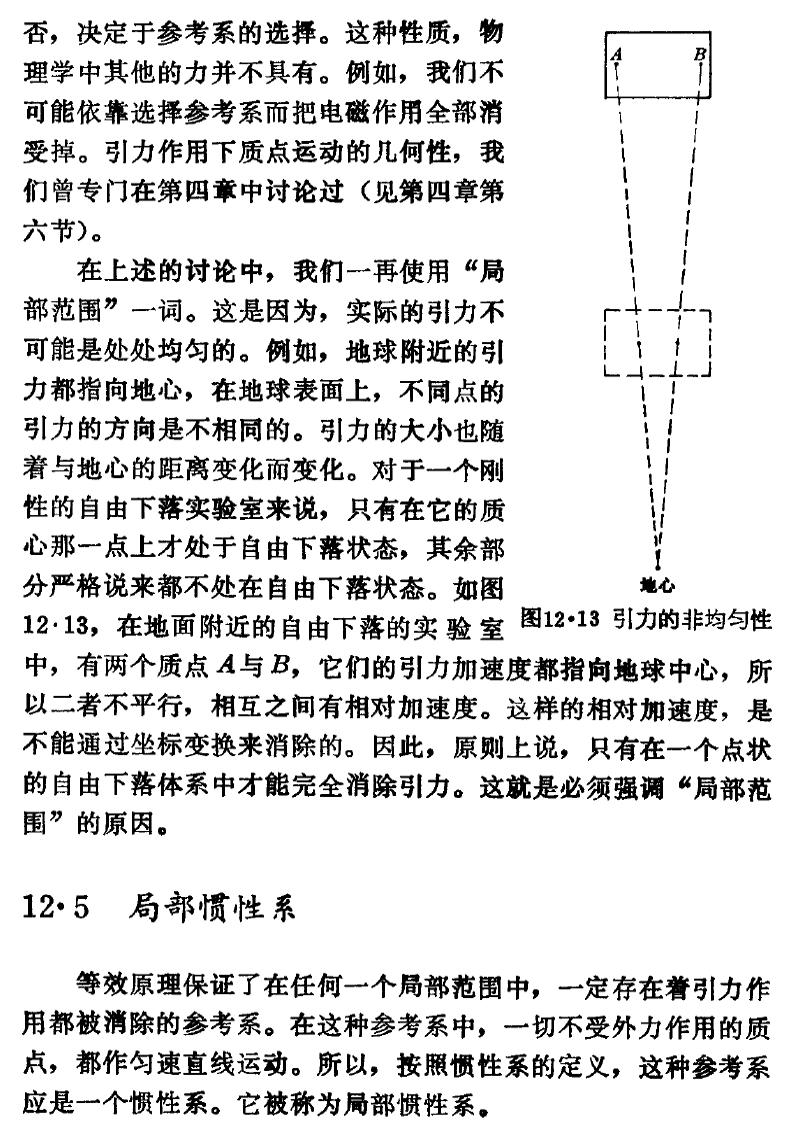 否，决定于参考系的选择。这种性质，物
理学中其他的力并不具有。例如，我们不
可能依靠选择参考系而把电磁作用全部消
受掉。引力作用下质点运动的几何性，我
们曾专门在第四章中讨论过（见第四章第
六节）。
在上述的讨论中，我们一再使用“局
部范围”一词。这是因为，实际的引力不
可能是处处均匀的。例如，地球附近的引
力都指向地心，在地球表面上，不同点的
引力的方向是不相同的。引力的大小也随
着与地心的距离变化而变化。对于一个刚
性的自由下落实验室来说，只有在它的质
心那一点上才处于自由下落状态，其余部
分严格说来都不处在自由下落状态。如图
12·13，在地面附近的自由下落的实验室
A B
地心
图12·13 引力的非均匀性
中，有两个质点A与B，它们的引力加速度都指向地球中心，所
以二者不平行，相互之间有相对加速度。这样的相对加速度，是
不能通过坐标变换来消除的。因此，原则上说，只有在一个点状
的自由下落体系中才能完全消除引力。这就是必须强调“局部范
围”的原因。
12·5 局部惯性系
等效原理保证了在任何一个局部范围中，一定存在着引力作
用都被消除的参考系。在这种参考系中，一切不受外力作用的质
点，都作匀速直线运动。所以，按照惯性系的定义，这种参考系
应是一个惯性系。它被称为局部惯性系。